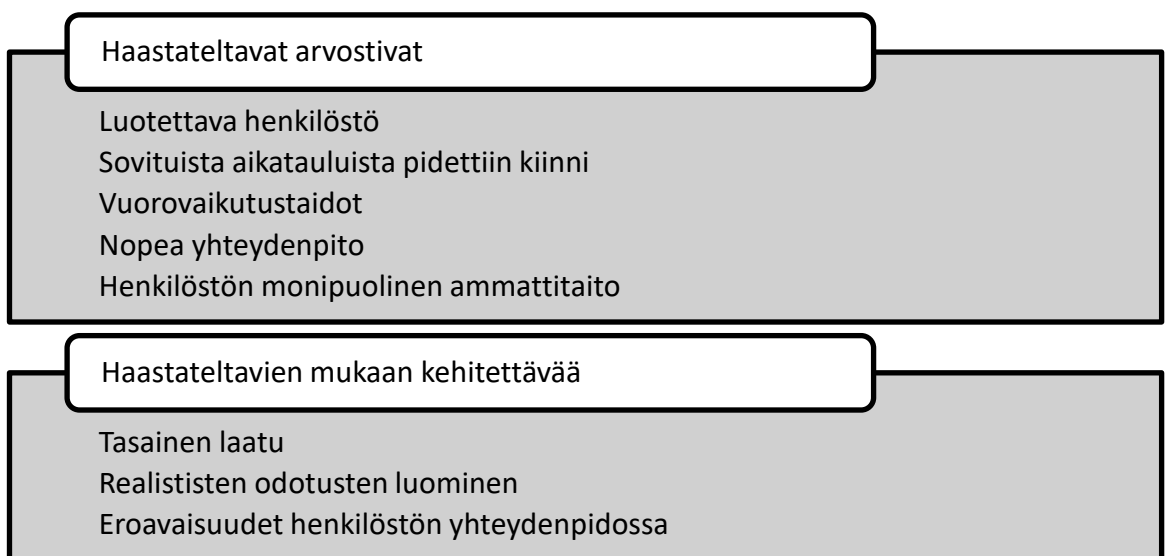 Haastateltavat arvostivat
Luotettava henkilöstö
Sovituista aikatauluista pidettiin kiinni
Vuorovaikutustaidot
Nopea yhteydenpito
Henkilöstön monipuolinen ammattitaito
Haastateltavien mukaan kehitettävää
Tasainen laatu
Realististen odotusten luominen
Eroavaisuudet henkilöstön yhteydenpidossa